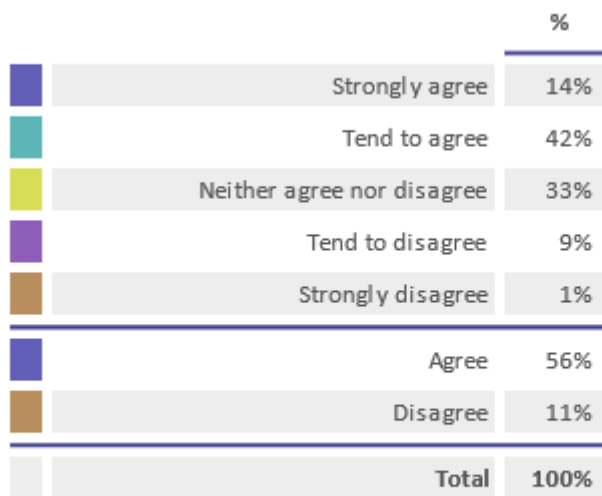 %
Strongly agree 14%
Tend to agree 42%
Neither agree nor disagree 33%
Tend to disagree 9%
Strongly disagree 1%
Agree 56%
Disagree 11%
Total 100%